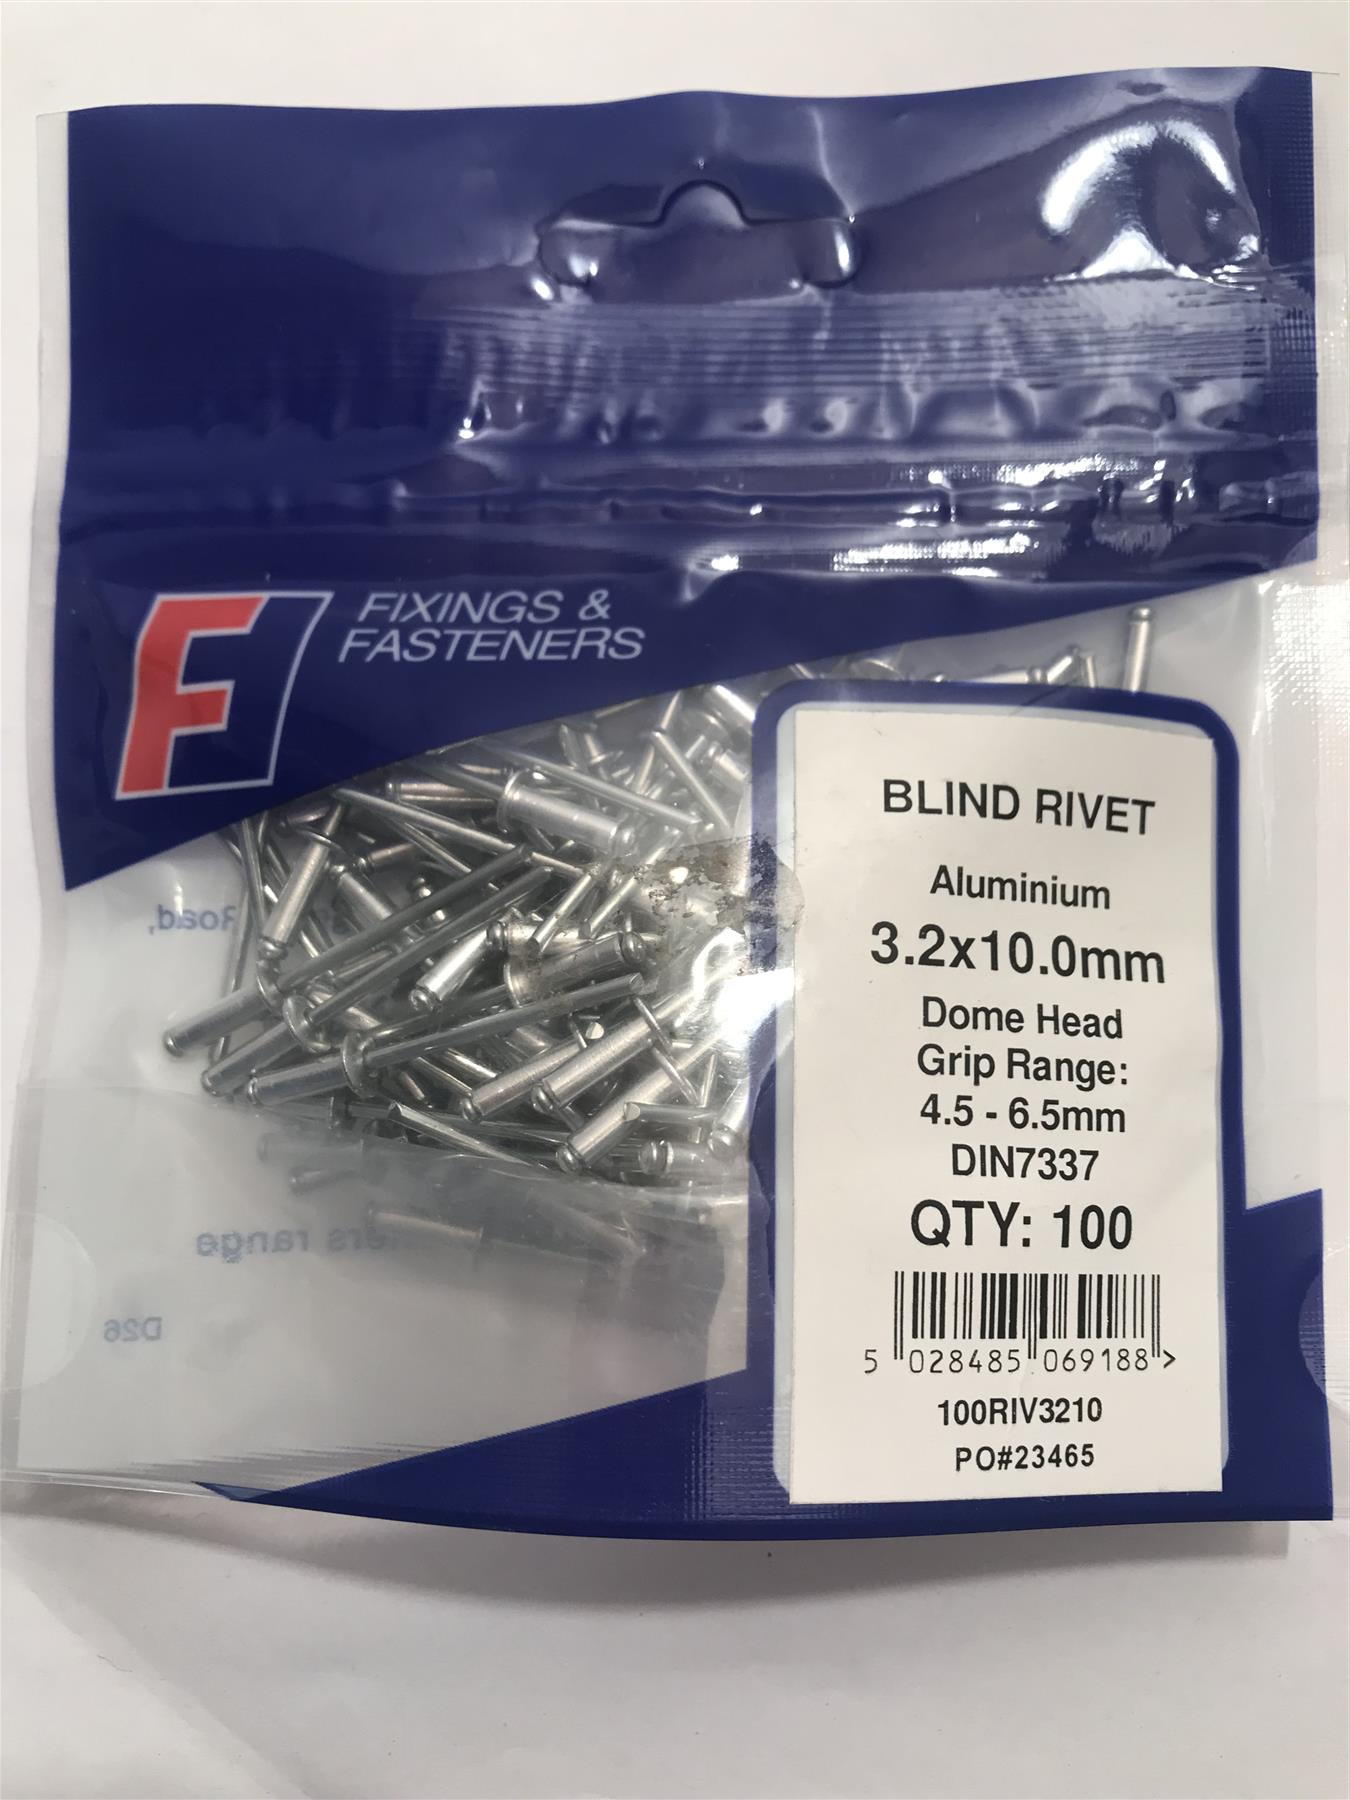 F
FIXINGS &
FASTENERS
BLIND RIVET
Aluminium
3.2x10.0mm
Dome Head
Grip Range:
4.5 - 6.5mm
DIN7337
QTY: 100
5 028485 069188 >
100RIV3210
PO#23465
Road,
range
D26